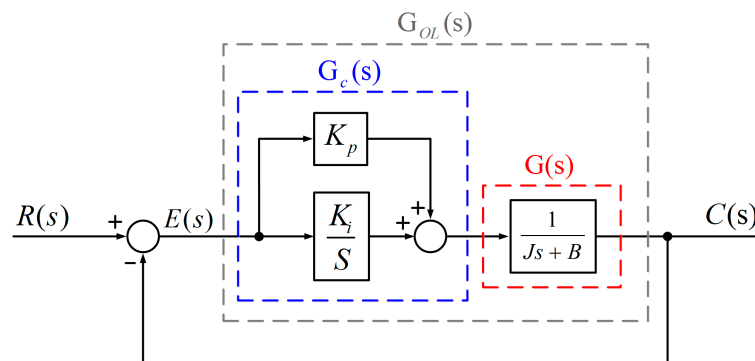 G_OL(s)
G_c(s)
K_p
G(s)
R(s)
+
E(s)
K_i
S
+
+
1
Js + B
C(s)
-